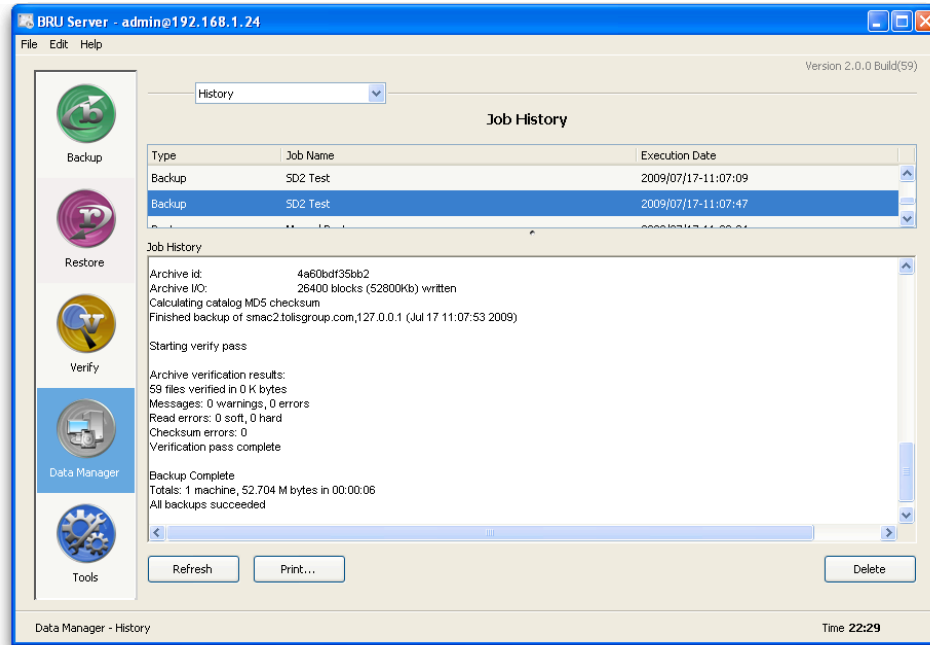 BRU Server - admin@192.168.1.24
File Edit Help
Version 2.0.0 Build(59)
History
Job History
Type Job Name Execution Date
Backup SD2 Test 2009/07/17-11:07:09
Backup SD2 Test 2009/07/17-11:07:47
Job History
Archive id: 4a60bdf35bb2
Archive I/O: 26400 blocks (52800Kb) written
Calculating catalog MD5 checksum
Finished backup of smac2.tolisgroup.com,127.0.0.1 (Jul 17 11:07:53 2009)
Starting verify pass
Archive verification results:
59 files verified in 0 K bytes
Messages: 0 warnings, 0 errors
Read errors: 0 soft, 0 hard
Checksum errors: 0
Verification pass complete
Backup Complete
Totals: 1 machine, 52.704 M bytes in 00:00:06
All backups succeeded
Backup
Restore
Verify
Data Manager
Tools
Refresh Print... Delete
Data Manager - History Time 22:29